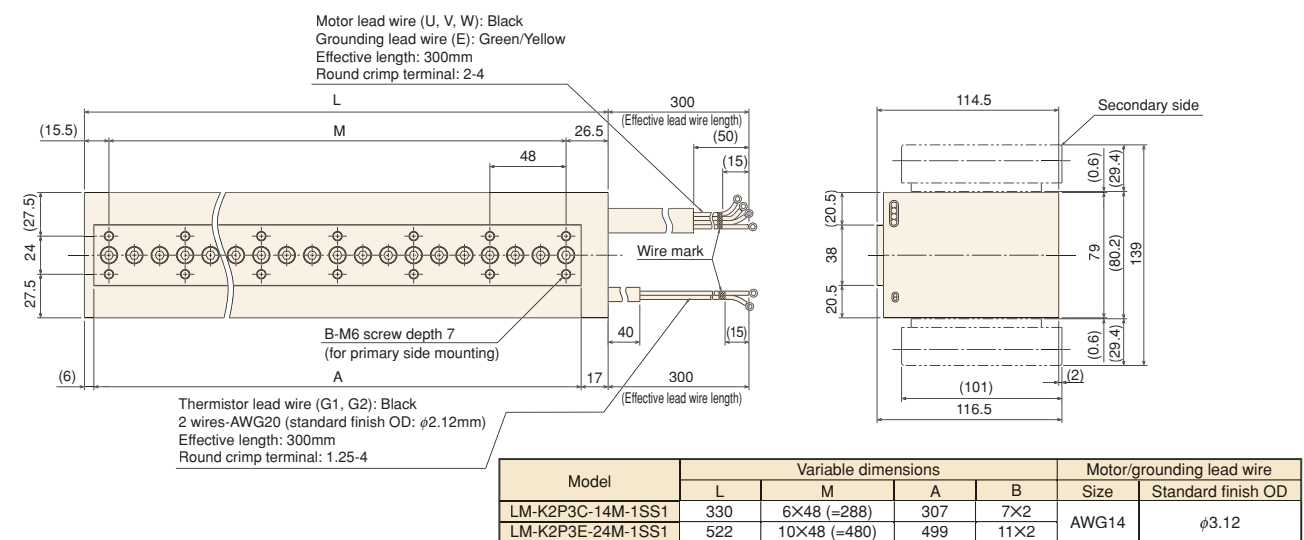 Motor lead wire (U, V, W): Black
Grounding lead wire (E): Green/Yellow
Effective length: 300mm
Round crimp terminal: 2-4
L
300
(Effective lead wire length)
(15.5)
M
26.5
(50)
48
(15)
(27.5)
24
27.5
Wire mark
B-M6 screw depth 7
(for primary side mounting)
40
(15)
(6)
A
17
300
(Effective lead wire length)
Thermistor lead wire (G1, G2): Black
2 wires-AWG20 (standard finish OD: φ2.12mm)
Effective length: 300mm
Round crimp terminal: 1.25-4
114.5
Secondary side
(0.6)
(29.4)
(20.5)
38
20.5
79
(80.2)
139
(0.6)
(29.4)
(2)
(101)
116.5
Model Variable dimensions Motor/grounding lead wire
L M A B Size Standard finish OD
LM-K2P3C-14M-1SS1 330 6×48 (=288) 307 7×2 AWG14 φ3.12
LM-K2P3E-24M-1SS1 522 10×48 (=480) 499 11×2